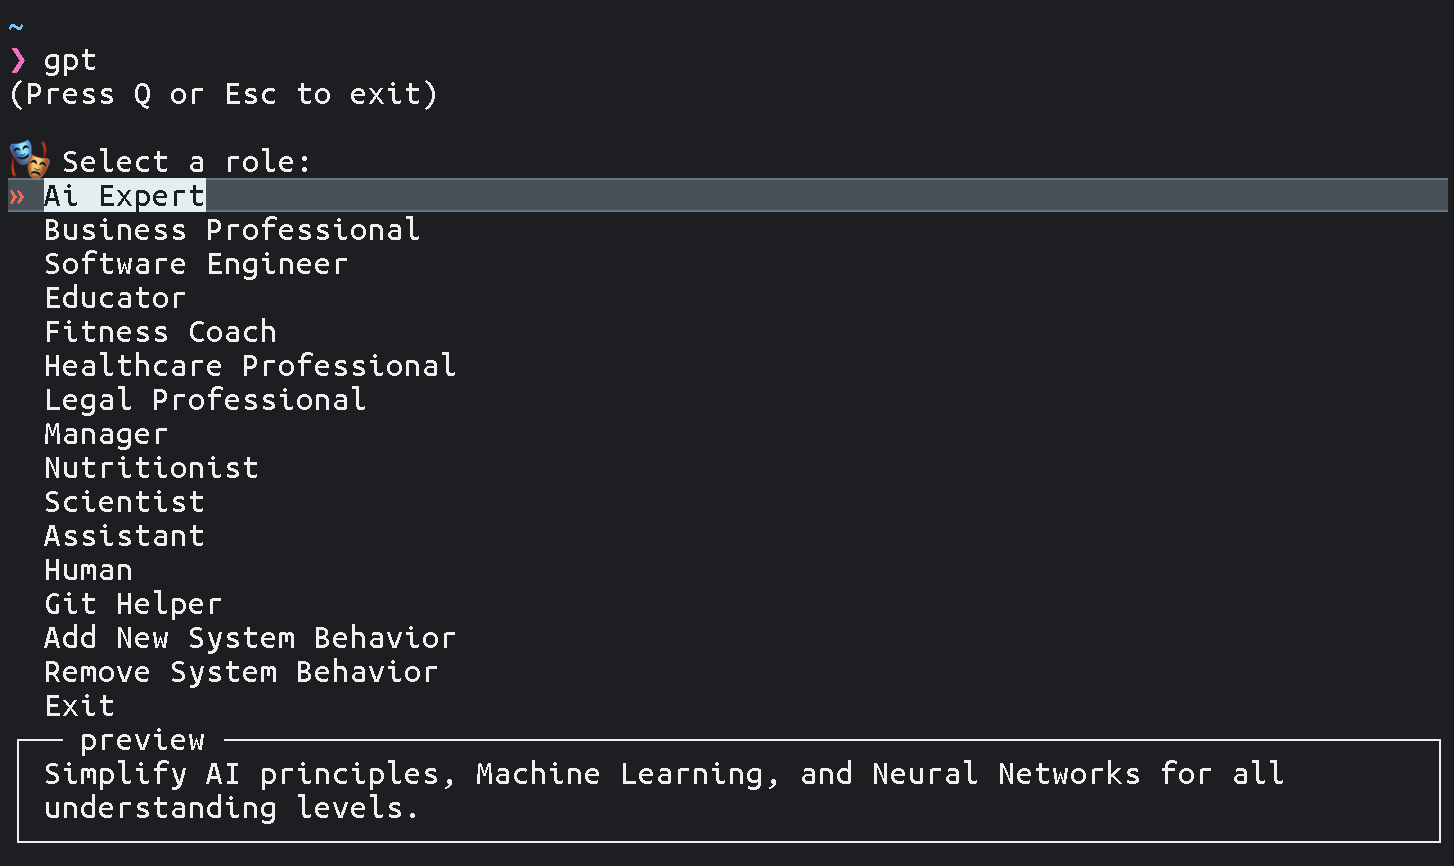 ~
❯ gpt
(Press Q or Esc to exit)
Select a role:
» Ai Expert
Business Professional
Software Engineer
Educator
Fitness Coach
Healthcare Professional
Legal Professional
Manager
Nutritionist
Scientist
Assistant
Human
Git Helper
Add New System Behavior
Remove System Behavior
Exit
preview
Simplify AI principles, Machine Learning, and Neural Networks for all
understanding levels.